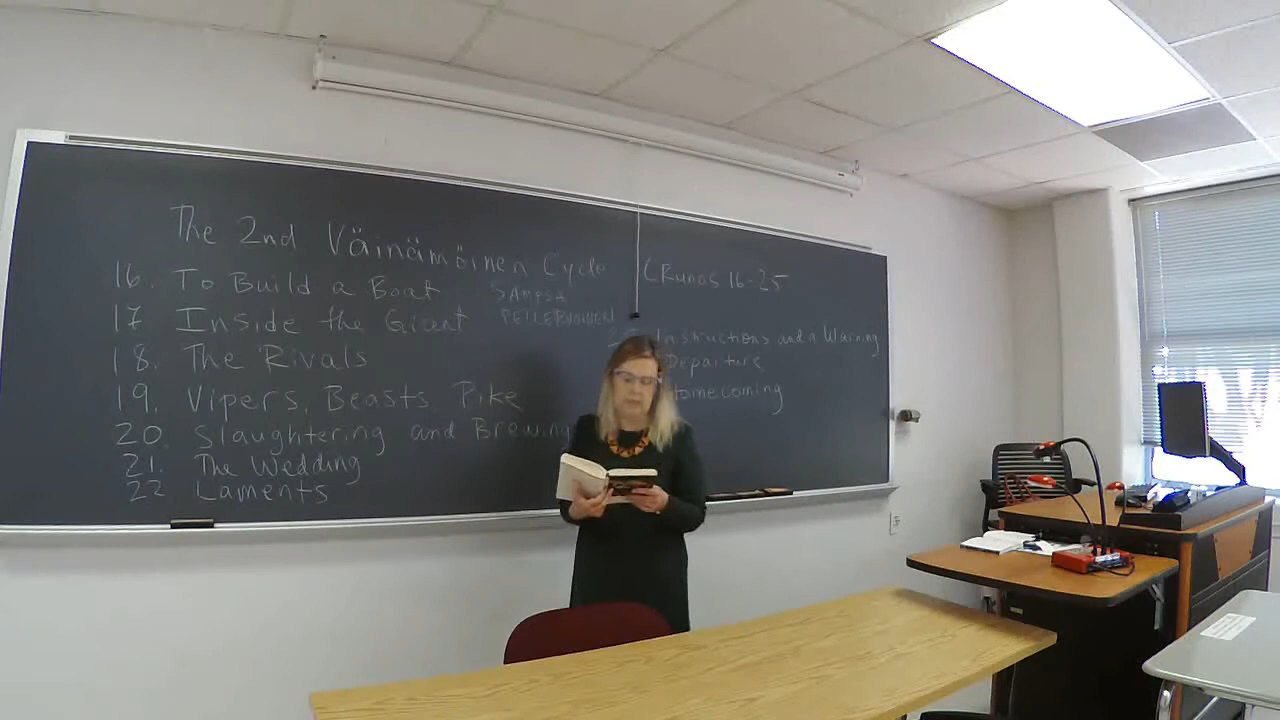 The 2nd Väinämöinen Cycle (Runos 16-25
16. To Build a Boat
SAMPSA
PELLERVOINEN
17 Inside the Giant
18. The Rivals
19. Vipers, Beasts, Pike
20. Slaughtering and
21. The Wedding
22 Laments
Instructions and a Warning
Departure
Homecoming